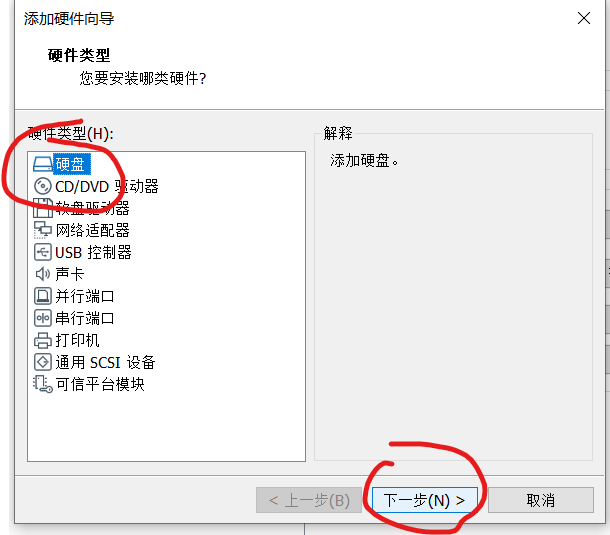 添加硬件向导
硬件类型
您要安装哪类硬件?
硬件类型(H):
硬盘
CD/DVD 驱动器
软盘驱动器
网络适配器
USB 控制器
声卡
并行端口
串行端口
打印机
通用 SCSI 设备
可信平台模块
解释
添加硬盘。
< 上一步(B)
下一步(N) >
取消